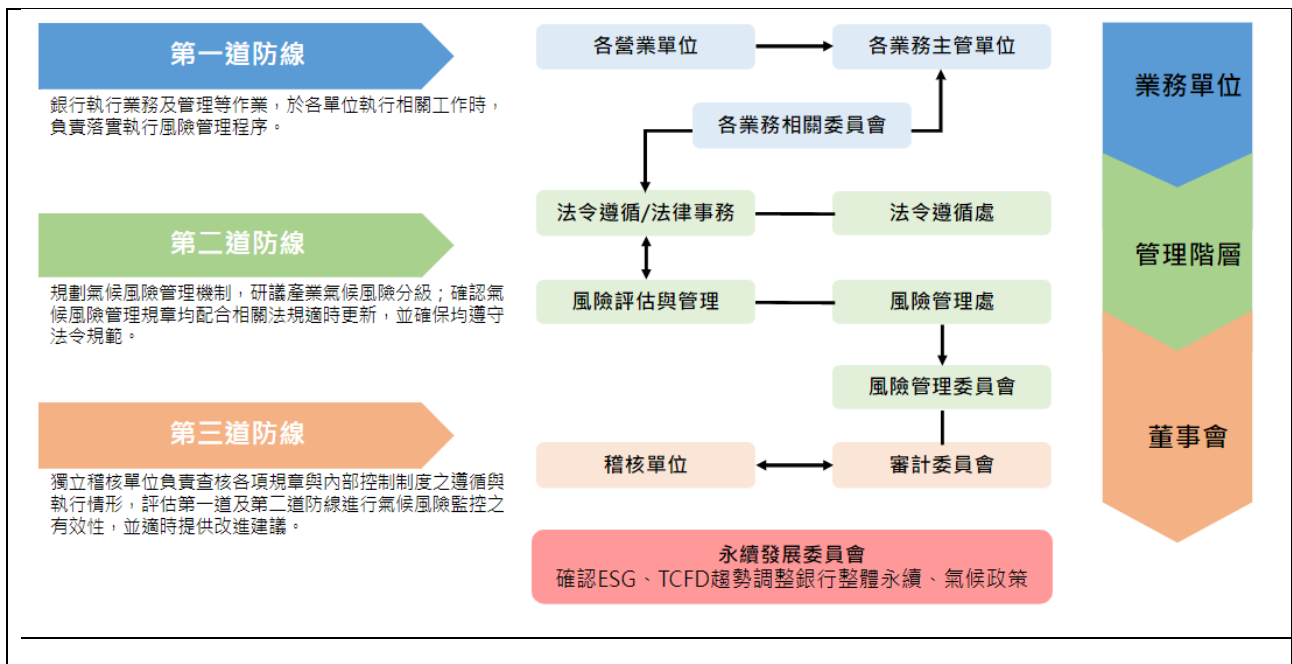 第一道防線
銀行執行業務及管理等作業，於各單位執行相關工作時，
負責落實執行風險管理程序。
各營業單位
各業務主管單位
各業務相關委員會
業務單位
第二道防線
規劃氣候風險管理機制，研議產業氣候風險分級；確認氣
候風險管理規章均配合相關法規適時更新，並確保均遵守
法令規範。
法令遵循/法律事務
法令遵循處
風險評估與管理
風險管理處
風險管理委員會
管理階層
第三道防線
獨立稽核單位負責查核各項規章與內部控制制度之遵循與
執行情形，評估第一道及第二道防線進行氣候風險監控之
有效性，並適時提供改進建議。
稽核單位
審計委員會
董事會
永續發展委員會
確認ESG、TCFD趨勢調整銀行整體永續、氣候政策